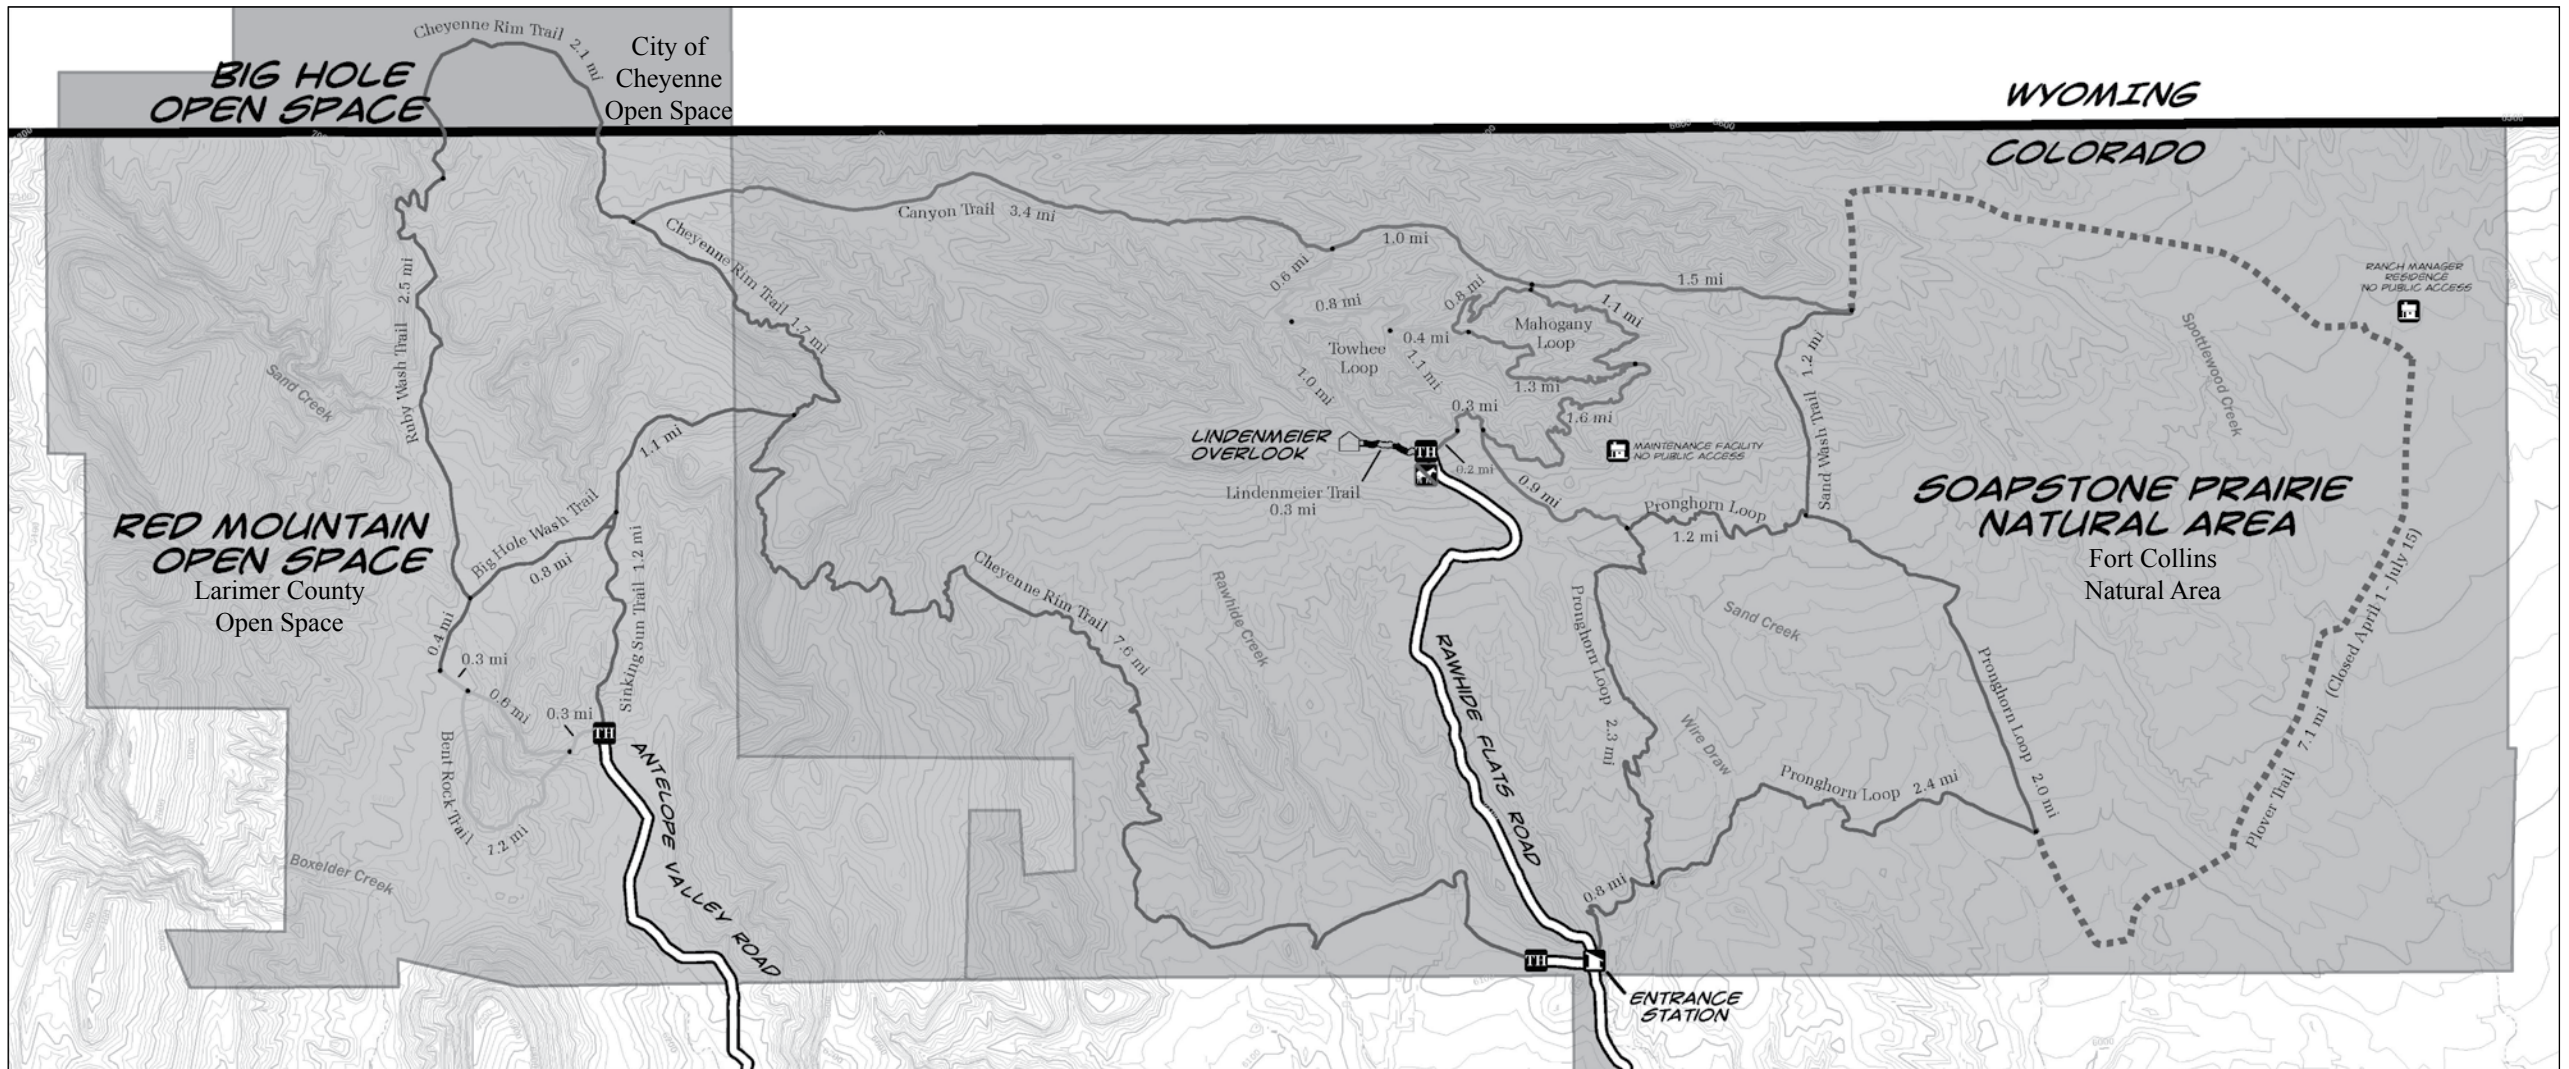 Cheyenne Rim Trail 2.1 mi
City of
Cheyenne
Open Space
BIG HOLE
OPEN SPACE
WYOMING
COLORADO
Canyon Trail 3.4 mi
Cheyenne Rim Trail 1.7 mi
1.0 mi
0.6 mi
0.8 mi
0.8 mi
1.1 mi
1.5 mi
Mahogany
Loop
0.4 mi
Towhee
Loop
1.1 mi
1.0 mi
1.3 mi
0.3 mi
1.6 mi
1.2 mi
Sand Wash Trail
RANCH MANAGER
RESIDENCE
NO PUBLIC ACCESS
Spottlewood Creek
Ruby Wash Trail 2.5 mi
Sand Creek
1.1 mi
LINDENMEIER
OVERLOOK
TH
0.2 mi
MAINTENANCE FACILITY
NO PUBLIC ACCESS
Lindenmeier Trail
0.3 mi
0.9 mi
Pronghorn Loop
1.2 mi
SOAPSTONE PRAIRIE
NATURAL AREA
Fort Collins
Natural Area
RED MOUNTAIN
OPEN SPACE
Larimer County
Open Space
Big Hole Wash Trail
0.8 mi
Sinking Sun Trail 1.2 mi
0.4 mi
0.3 mi
0.6 mi
0.3 mi
TH
Bent Rock Trail
1.2 mi
Boxelder Creek
ANTELOPE VALLEY ROAD
Cheyenne Rim Trail 7.6 mi
Rawhide Creek
RAWHIDE FLATS ROAD
Pronghorn Loop 2.3 mi
Sand Creek
Wire Draw
Pronghorn Loop 2.0 mi
Pronghorn Loop 2.4 mi
Plover Trail 7.1 mi (Closed April 1 - July 15)
0.8 mi
TH
ENTRANCE
STATION